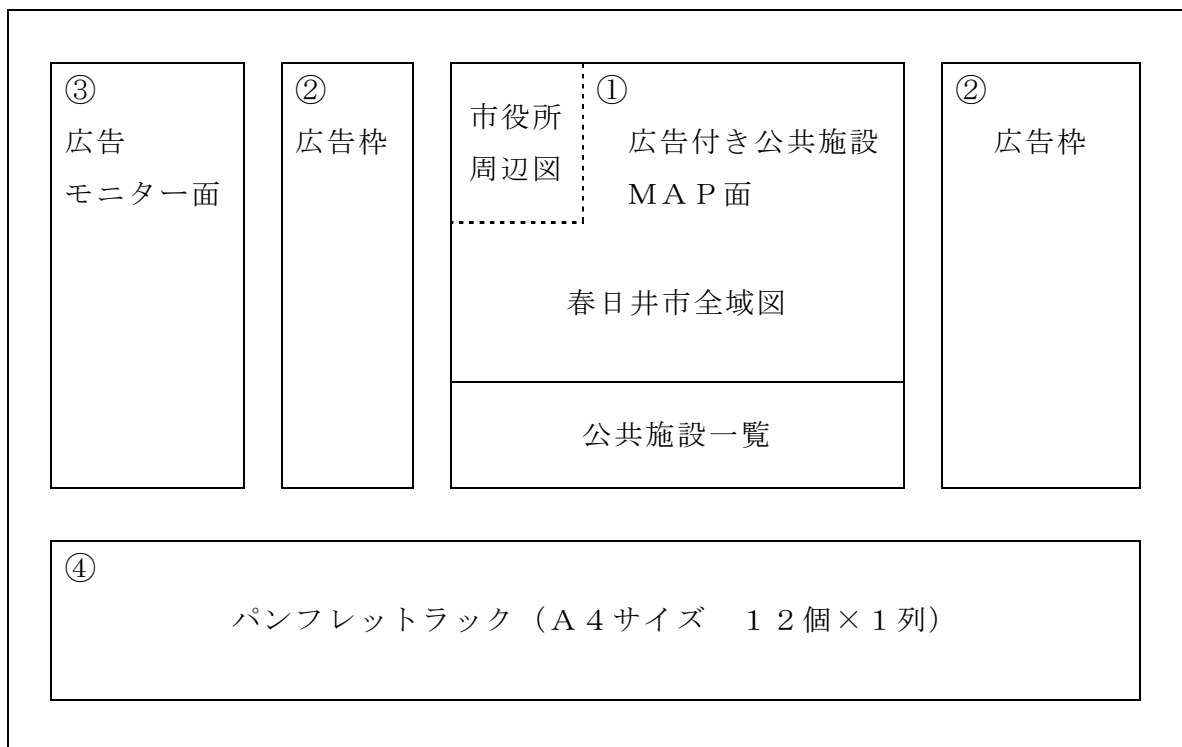 ③
広告
モニター面
②
広告枠
市役所
周辺図
①
広告付き公共施設
ＭＡＰ面
春日井市全域図
公共施設一覧
②
広告枠
④
パンフレットラック（Ａ４サイズ　１２個×１列）